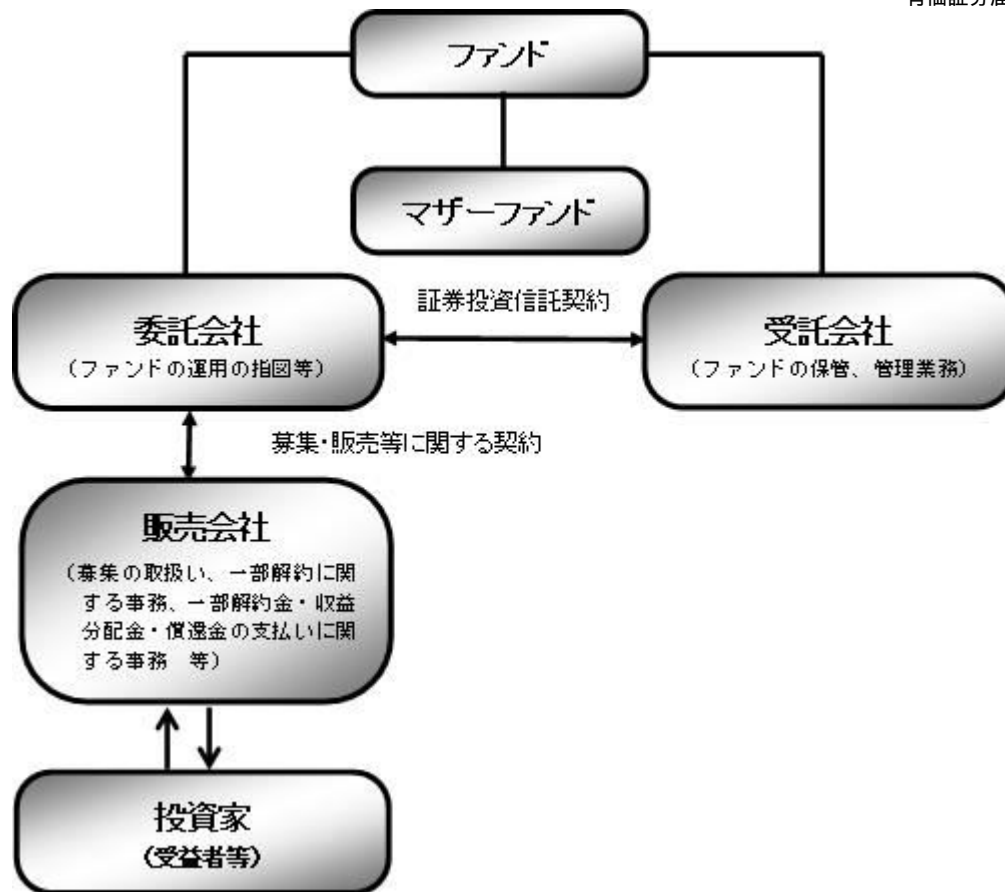 ファンド
マザーファンド
証券投資信託契約
委託会社
（ファンドの運用の指図等）
受託会社
（ファンドの保管、管理業務）
募集・販売等に関する契約
販売会社
（募集の取扱い、一部解約に関
する事務、一部解約金・収益
分配金・償還金の支払いに関
する事務　等）
投資家
（受益者等）